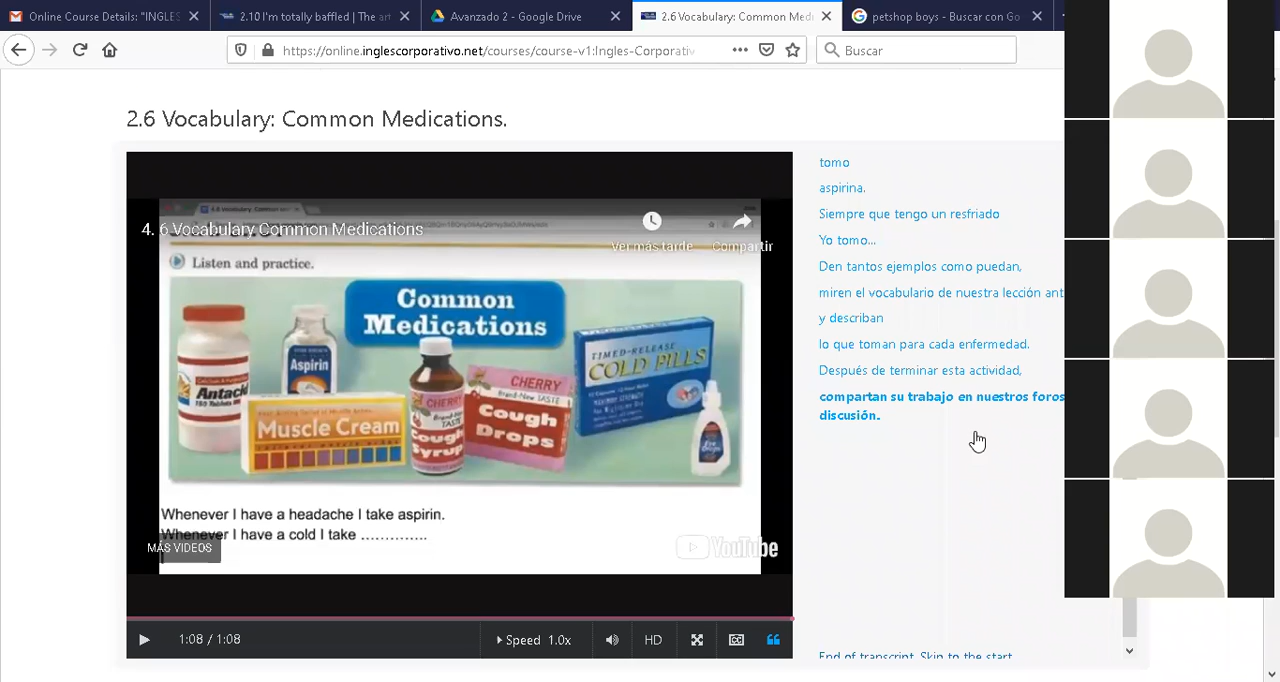 Online Course Details: "INGLES
2.10 I'm totally baffled | The art
Avanzado 2 - Google Drive
2.6 Vocabulary: Common Medi
petshop boys - Buscar con Go
https://online.inglescorporativo.net/courses/course-v1:Ingles-Corporativ
Buscar
2.6 Vocabulary: Common Medications.
4. 6 Vocabulary Common Medications
Ver más tarde
Compartir
Listen and practice.
Common
Medications
Antacid
Aspirin
Muscle Cream
CHERRY
Cough
Syrup
CHERRY
Brand-New TASTE
Cough
Drops
TIMED-RELEASE
COLD PILLS
Whenever I have a headache I take aspirin.
Whenever I have a cold I take …………..
MÁS VIDEOS
YouTube
1:08 / 1:08
Speed 1.0x
HD
tomo
aspirina.
Siempre que tengo un resfriado
Yo tomo...
Den tantos ejemplos como puedan,
miren el vocabulario de nuestra lección ant
y describan
lo que toman para cada enfermedad.
Después de terminar esta actividad,
compartan su trabajo en nuestros foros
discusión.
End of transcript. Skip to the start.